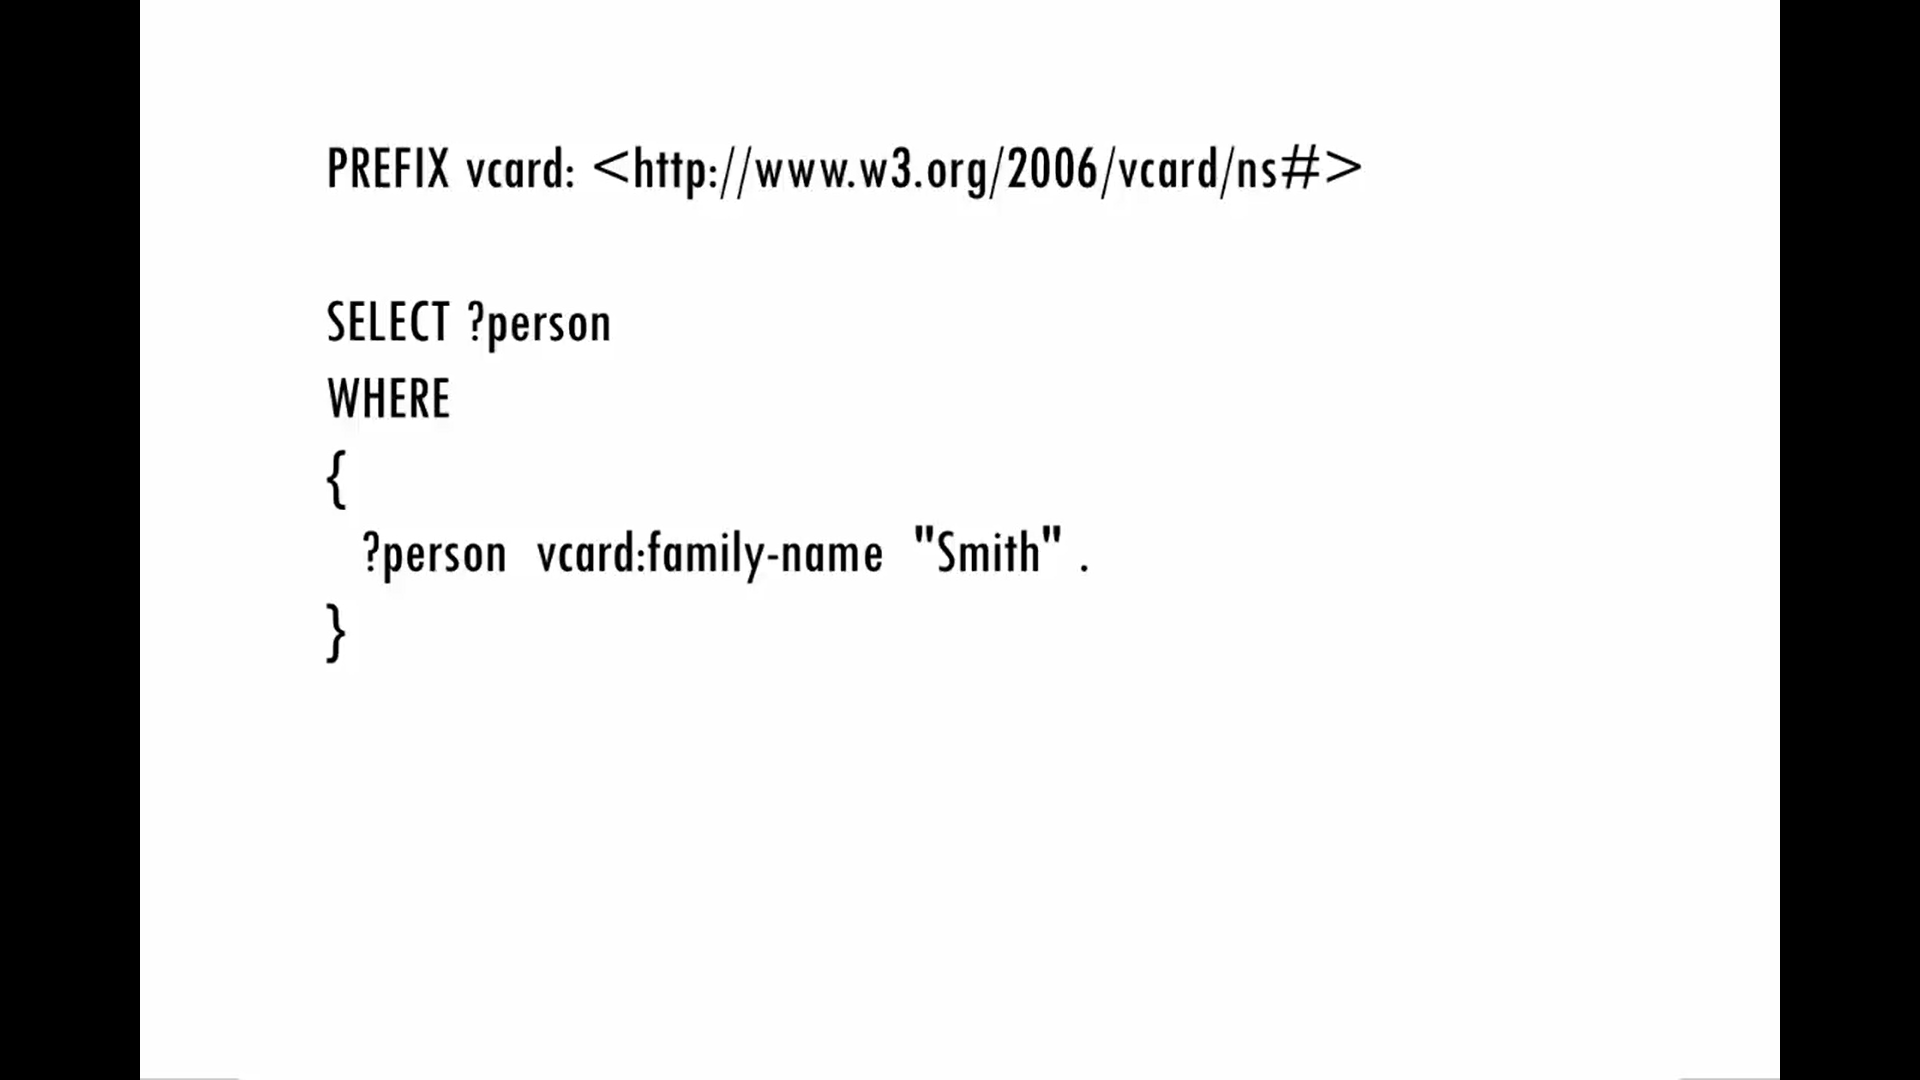 PREFIX vcard: <http://www.w3.org/2006/vcard/ns#>
SELECT ?person
WHERE
{
?person vcard:family-name "Smith" .
}